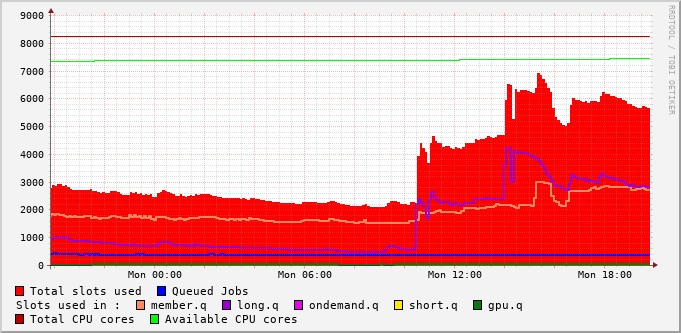 RRDTOOL / TOBI OETIKER
9000
8000
7000
6000
5000
4000
3000
2000
1000
0
Mon 00:00 Mon 06:00 Mon 12:00 Mon 18:00
Total slots used Queued Jobs
Slots used in : member.q long.q ondemand.q short.q gpu.q
Total CPU cores Available CPU cores